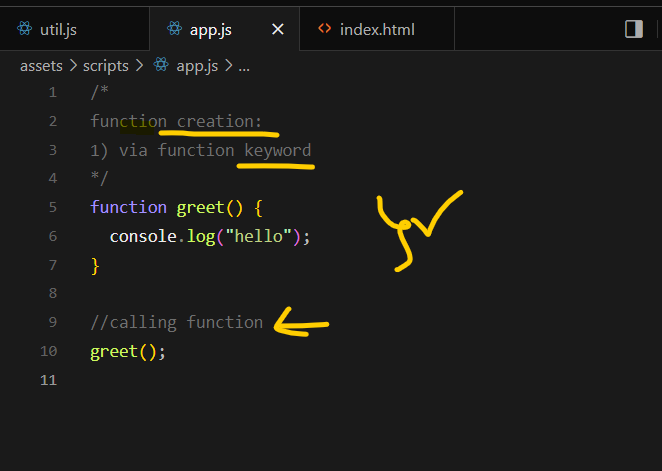 util.js app.js index.html
assets > scripts > app.js > ...
1 /*
2 function creation:
3 1) via function keyword
4 */
5 function greet() {
6 console.log("hello");
7 }
8
9 //calling function
10 greet();
11